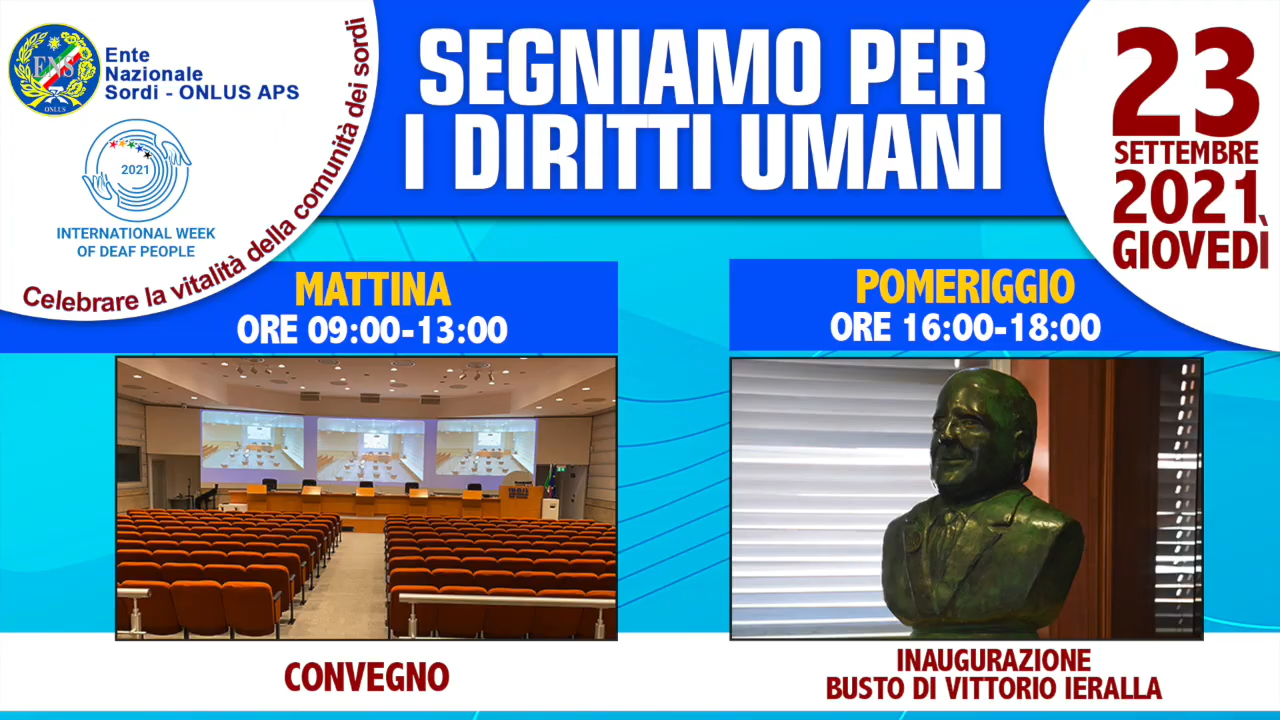 Ente
Nazionale
Sordi - ONLUS APS
ENS
ONLUS
2021
INTERNATIONAL WEEK
OF DEAF PEOPLE
Celebrare la vitalità della comunità dei sordi
SEGNIAMO PER
I DIRITTI UMANI
23
SETTEMBRE
2021
GIOVEDÌ
MATTINA
ORE 09:00-13:00
POMERIGGIO
ORE 16:00-18:00
CONVEGNO
INAUGURAZIONE
BUSTO DI VITTORIO IERALLA